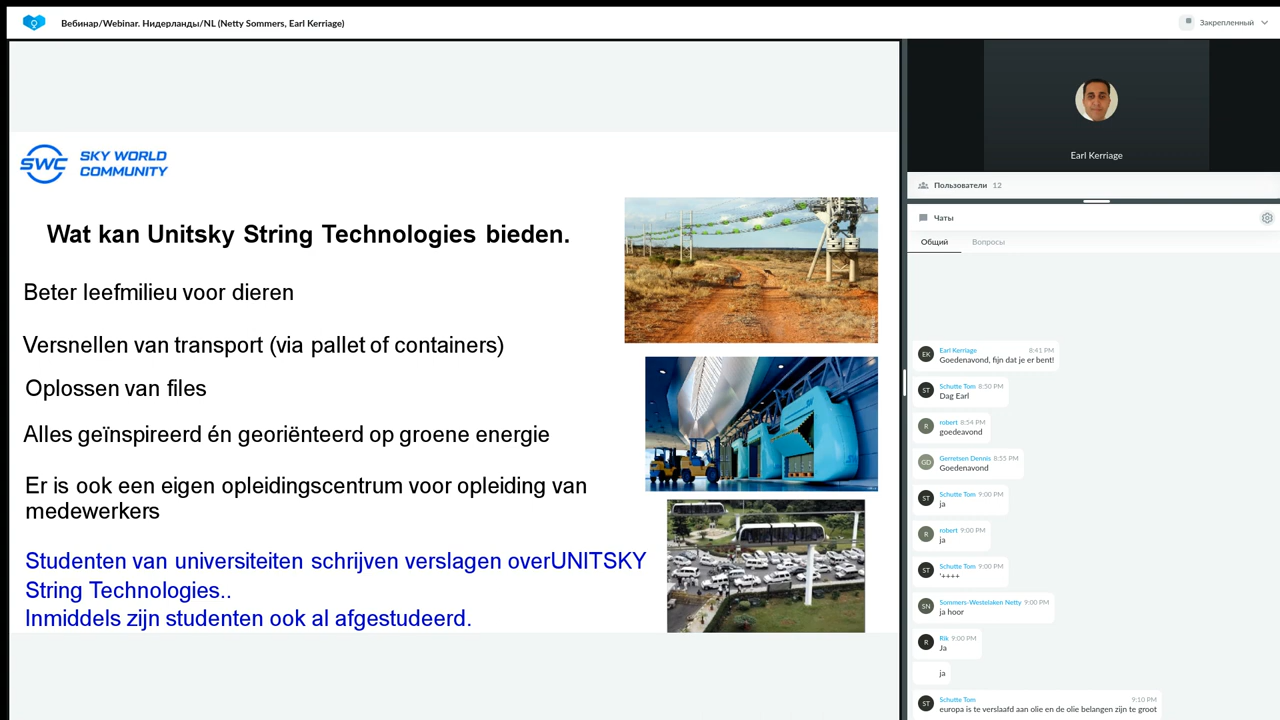 Вебинар/Webinar. Нидерланды/NL (Netty Sommers, Earl Kerriage)
Закрепленный
SWC SKY WORLD
COMMUNITY
Wat kan Unitsky String Technologies bieden.
Beter leefmilieu voor dieren
Versnellen van transport (via pallet of containers)
Oplossen van files
Alles geïnspireerd én georiënteerd op groene energie
Er is ook een eigen opleidingscentrum voor opleiding van
medewerkers
Studenten van universiteiten schrijven verslagen overUNITSKY
String Technologies..
Inmiddels zijn studenten ook al afgestudeerd.
Earl Kerriage
Пользователи 12
Чаты
Общий Вопросы
EK Earl Kerriage 8:41 PM
Goedenavond, fijn dat je er bent!
ST Schutte Tom 8:50 PM
Dag Earl
R robert 8:54 PM
goedeavond
GD Gerretsen Dennis 8:55 PM
Goedenavond
ST Schutte Tom 9:00 PM
ja
R robert 9:00 PM
ja
ST Schutte Tom 9:00 PM
'++++
SN Sommers-Westelaken Netty 9:00 PM
ja hoor
R Rik 9:00 PM
Ja
ja
ST Schutte Tom 9:10 PM
europa is te verslaafd aan olie en de olie belangen zijn te groot